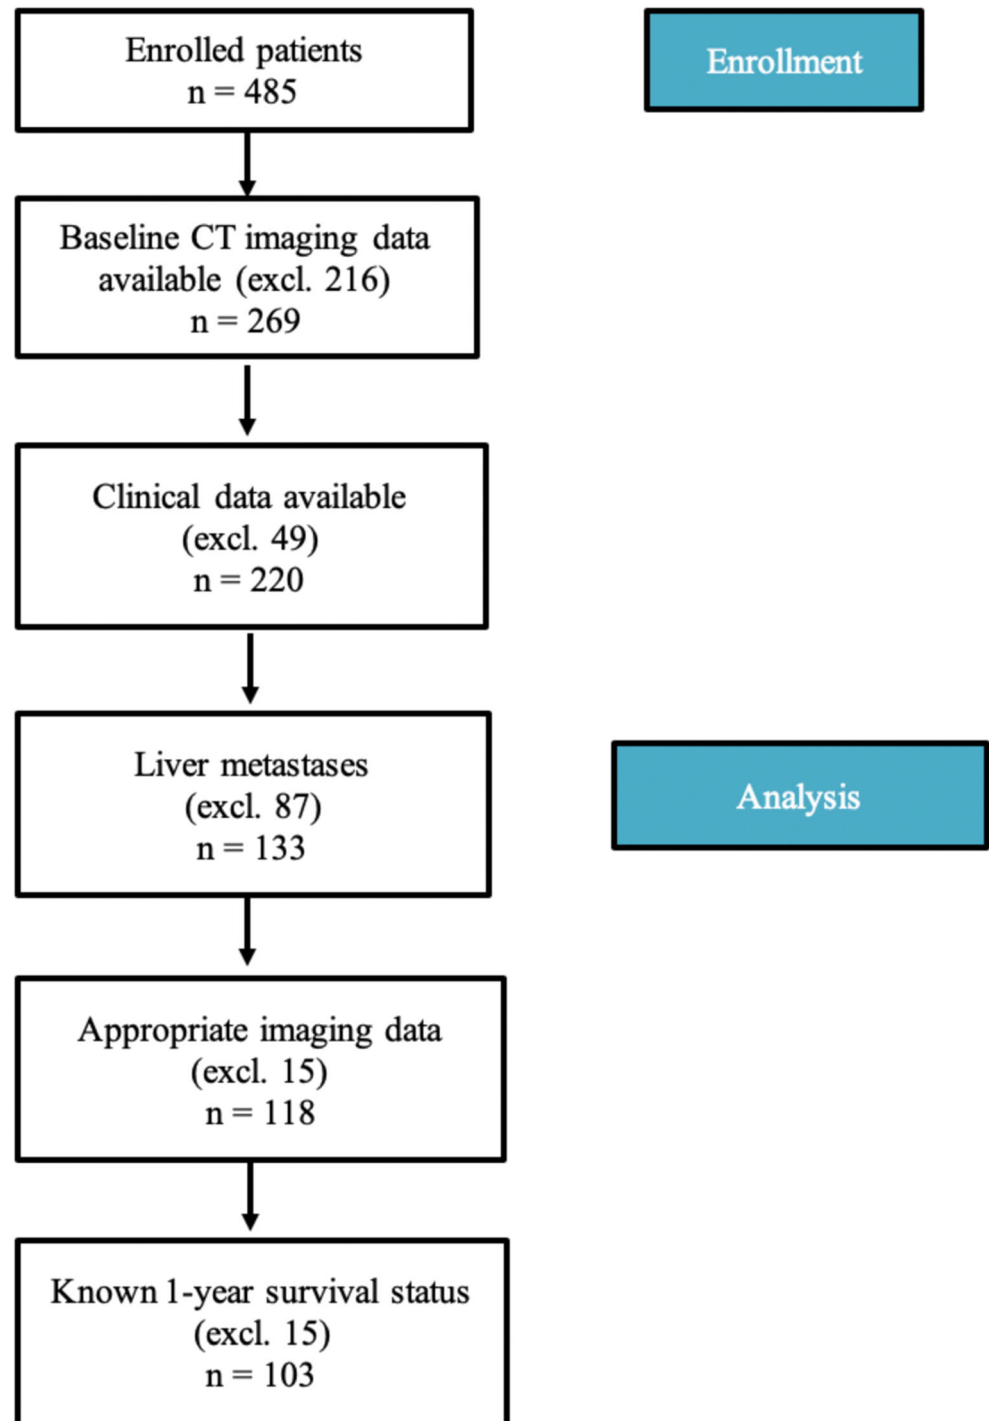 Enrolled patients
n = 485
Enrollment
Baseline CT imaging data
available (excl. 216)
n = 269
Clinical data available
(excl. 49)
n = 220
Liver metastases
(excl. 87)
n = 133
Analysis
Appropriate imaging data
(excl. 15)
n = 118
Known 1-year survival status
(excl. 15)
n = 103